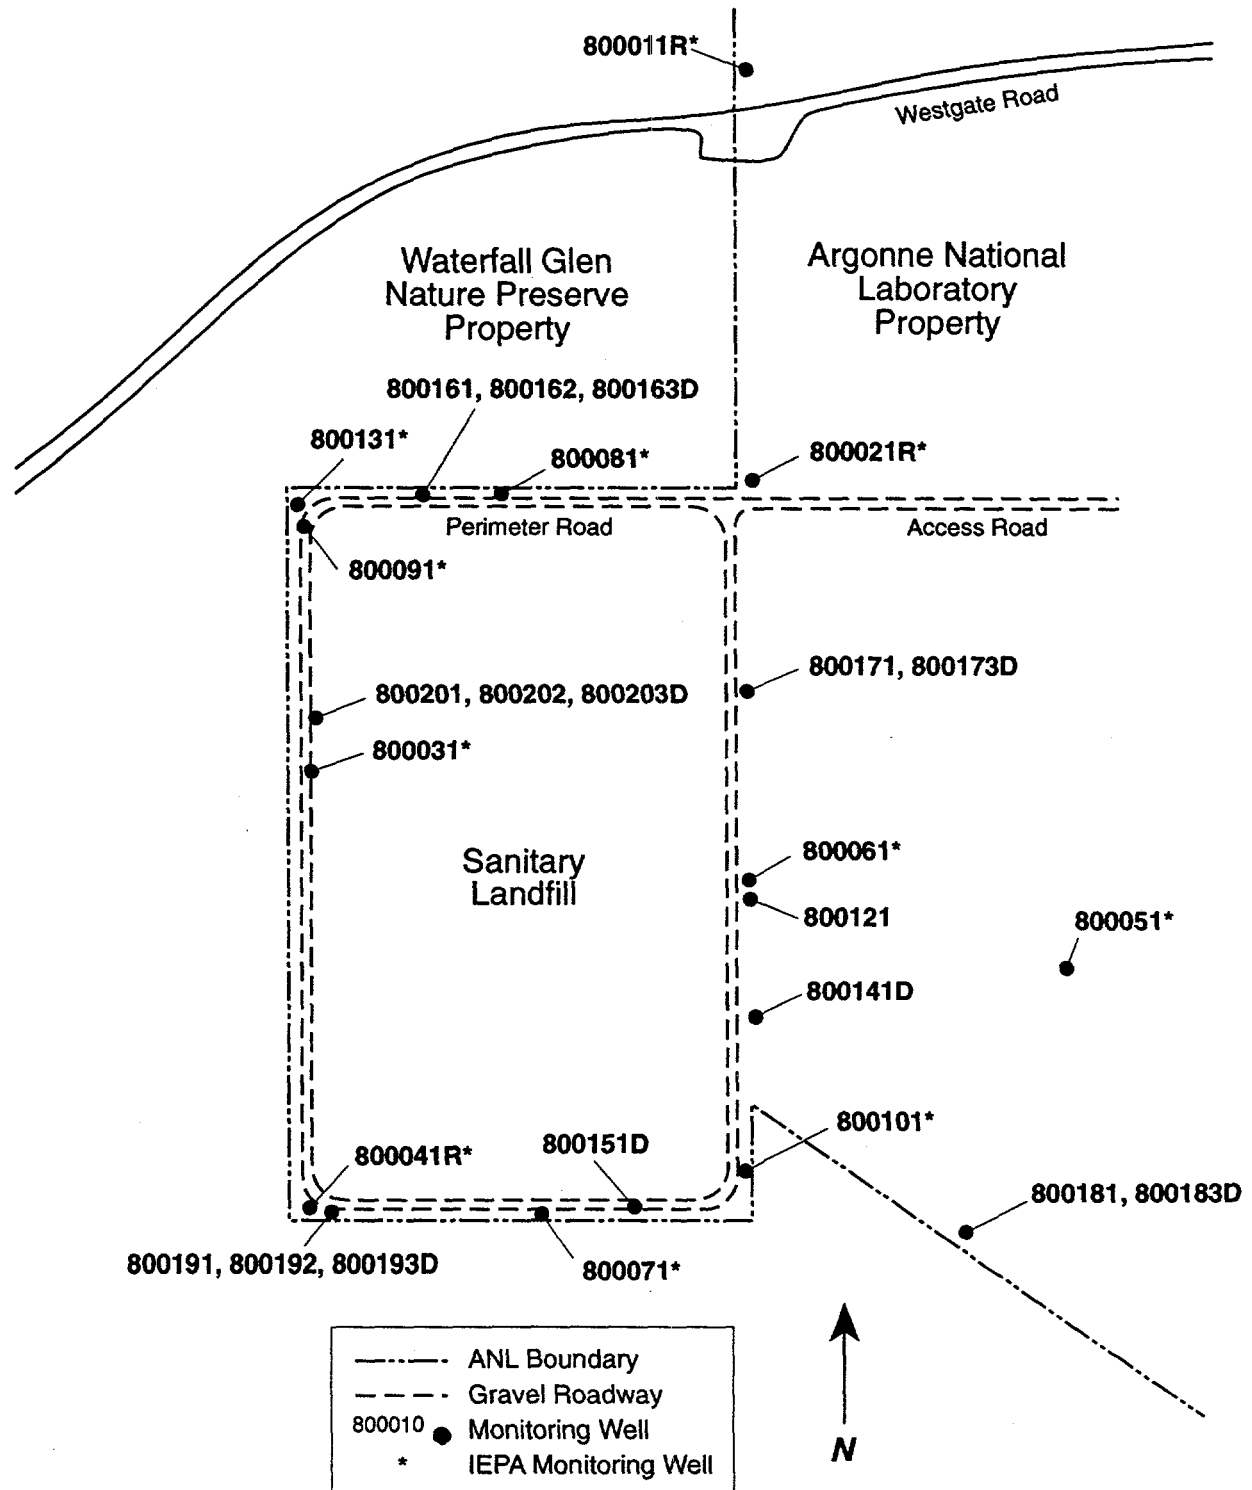 800011R*
Westgate Road
Waterfall Glen
Nature Preserve
Property
Argonne National
Laboratory
Property
800161, 800162, 800163D
800131*
800081*
800021R*
Perimeter Road
Access Road
800091*
800171, 800173D
800201, 800202, 800203D
800031*
Sanitary
Landfill
800061*
800121
800051*
800141D
800101*
800151D
800041R*
800181, 800183D
800191, 800192, 800193D
800071*
ANL Boundary
Gravel Roadway
800010 Monitoring Well
* IEPA Monitoring Well
N